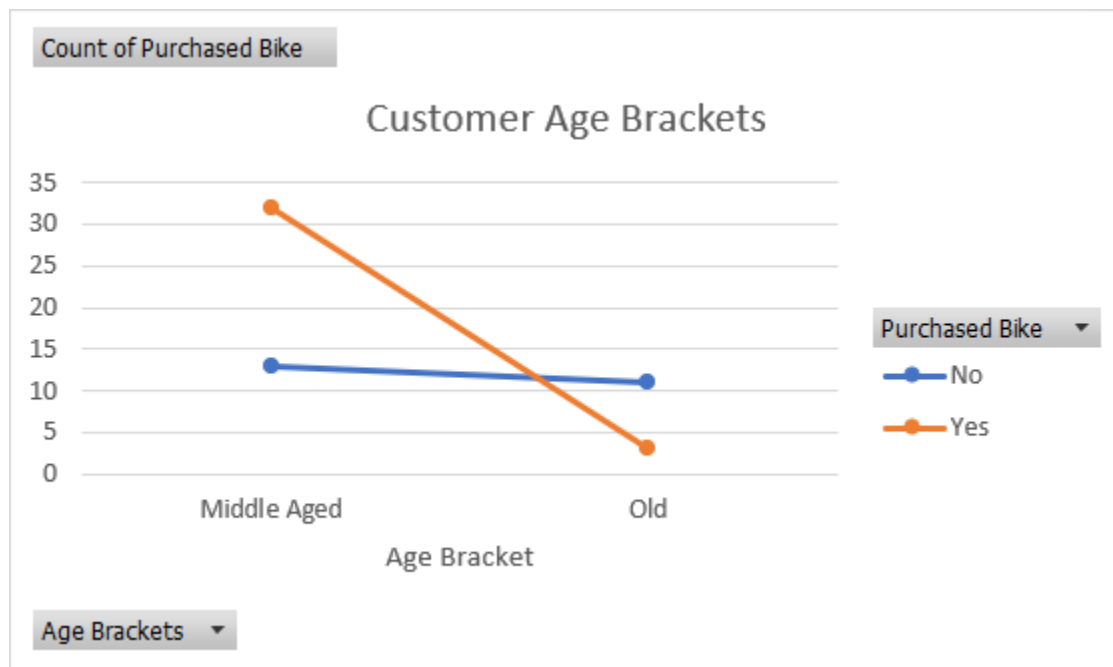 Count of Purchased Bike
Customer Age Brackets
35
30
25
20
15
10
5
0
Middle Aged Old
Age Bracket
Purchased Bike
No
Yes
Age Brackets